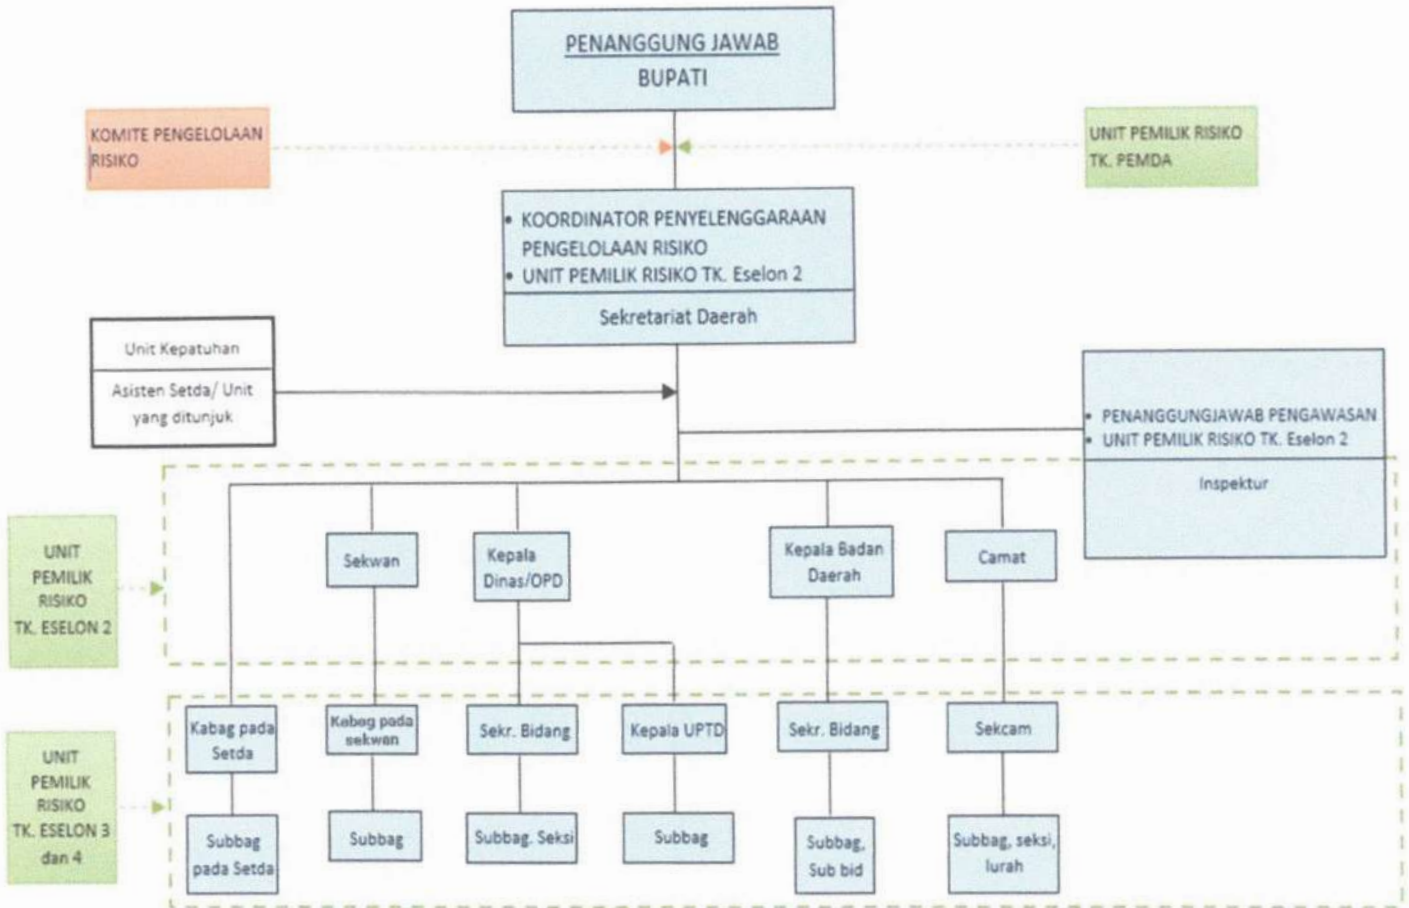 PENANGGUNG JAWAB
BUPATI
KOMITE PENGELOLAAN
RISIKO
UNIT PEMILIK RISIKO
TK. PEMDA
• KOORDINATOR PENYELENGGARAAN
PENGELOLAAN RISIKO
• UNIT PEMILIK RISIKO TK. Eselon 2
Sekretariat Daerah
Unit Kepatuhan
Asisten Setda/ Unit
yang ditunjuk
• PENANGGUNGJAWAB PENGAWASAN
• UNIT PEMILIK RISIKO TK. Eselon 2
Inspektur
UNIT
PEMILIK
RISIKO
TK. ESELON 2
Sekwan
Kepala
Dinas/OPD
Kepala Badan
Daerah
Camat
UNIT
PEMILIK
RISIKO
TK. ESELON 3
dan 4
Kabag pada
Setda
Kabag pada
sekwan
Sekr. Bidang
Kepala UPTD
Sekr. Bidang
Sekcam
Subbag
pada Setda
Subbag
Subbag. Seksi
Subbag
Subbag,
Sub bid
Subbag, seksi,
lurah